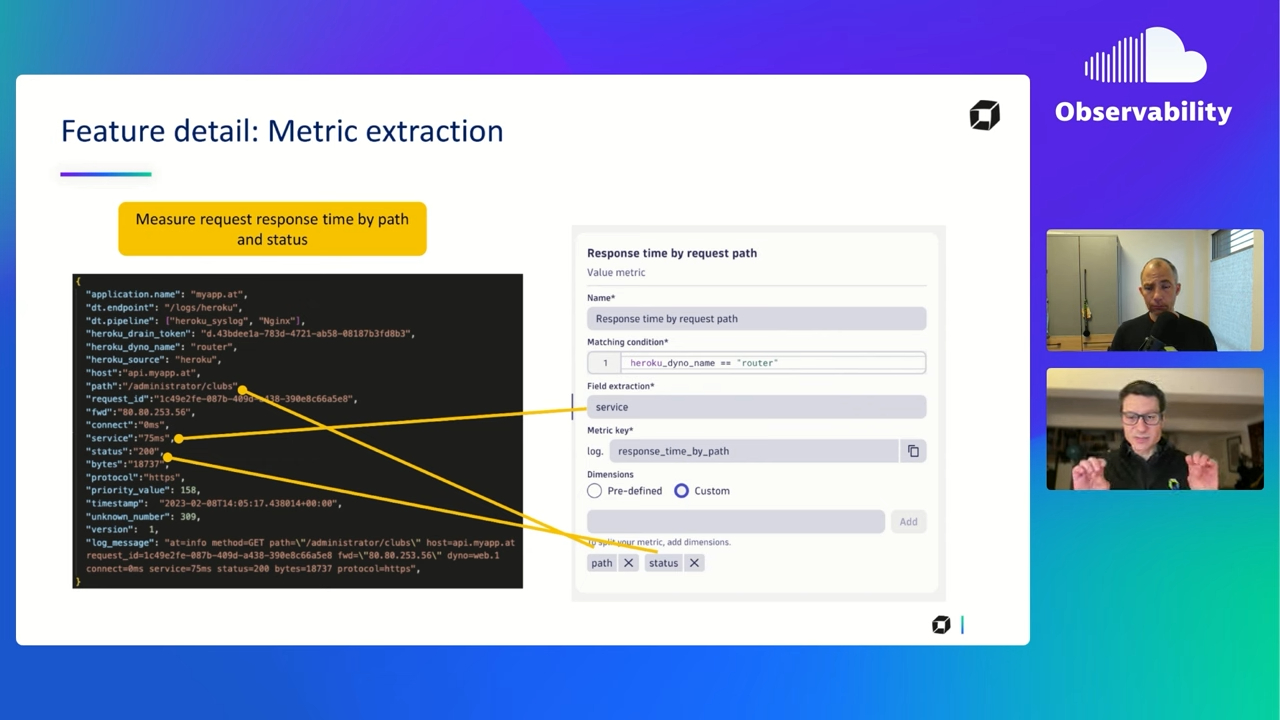 Observability
Feature detail: Metric extraction
Measure request response time by path
and status
{
"application.name": "myapp.at",
"dt.endpoint": "/logs/heroku",
"dt.pipeline": ["heroku_syslog", "Nginx"],
"heroku_drain_token": "d.43bdee1a-783d-4721-ab58-08187b3fd8b3",
"heroku_dyno_name": "router",
"heroku_source": "heroku",
"host":"api.myapp.at",
"path":"/administrator/clubs"
"request_id":"1c49e2fe-087b-409d-a438-390e8c66a5e8",
"fwd":"80.80.253.56",
"connect":"0ms",
"service":"75ms",
"status":"200",
"bytes":"18737",
"protocol":"https",
"priority_value": 158,
"timestamp": "2023-02-08T14:05:17.438014+00:00",
"unknown_number": 309,
"version": 1,
"log_message": "at=info method=GET path=\"/administrator/clubs\" host=api.myapp.at
request_id=1c49e2fe-087b-409d-a438-390e8c66a5e8 fwd=\"80.80.253.56\" dyno=web.1
connect=0ms service=75ms status=200 bytes=18737 protocol=https",
}
Response time by request path
Value metric
Name*
Response time by request path
Matching condition*
1 heroku_dyno_name == "router"
Field extraction*
service
Metric key*
log. response_time_by_path
Dimensions
Pre-defined Custom
Add
To split your metric, add dimensions.
path status